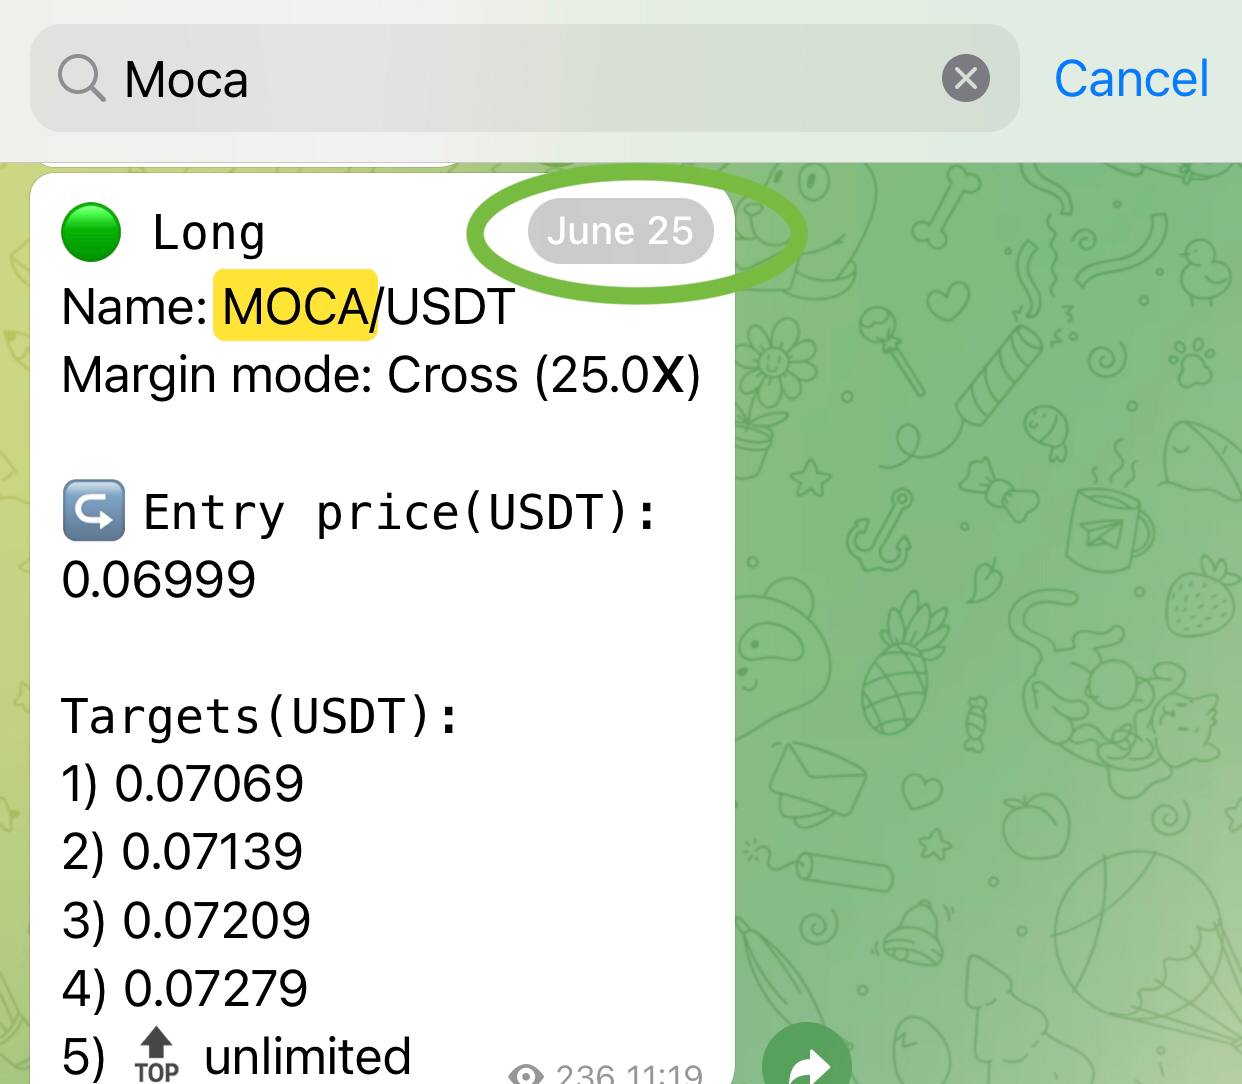 Moca
Cancel
Long
June 25
Name: MOCA/USDT
Margin mode: Cross (25.0X)
Entry price(USDT):
0.06999
Targets(USDT):
1) 0.07069
2) 0.07139
3) 0.07209
4) 0.07279
5) TOP unlimited
236 11:19